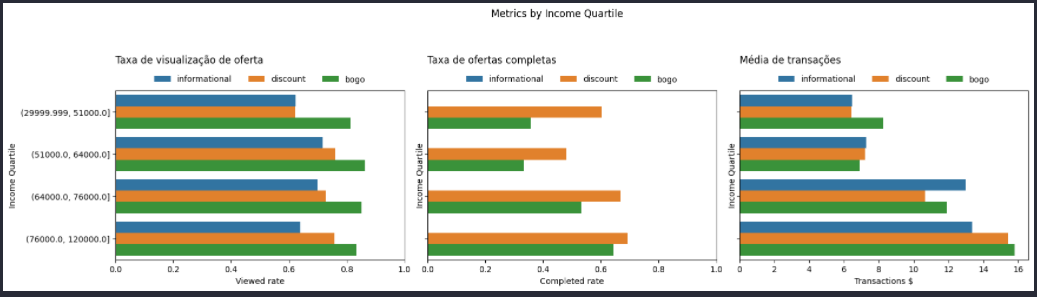 Metrics by Income Quartile
Taxa de visualização de oferta
informational discount bogo
Income Quartile
(29999.999, 51000.0]
(51000.0, 64000.0]
(64000.0, 76000.0]
(76000.0, 120000.0]
0.0 0.2 0.4 0.6 0.8 1.0
Viewed rate
Taxa de ofertas completas
informational discount bogo
Income Quartile
0.0 0.2 0.4 0.6 0.8 1.0
Completed rate
Média de transações
informational discount bogo
Income Quartile
0 2 4 6 8 10 12 14 16
Transactions $